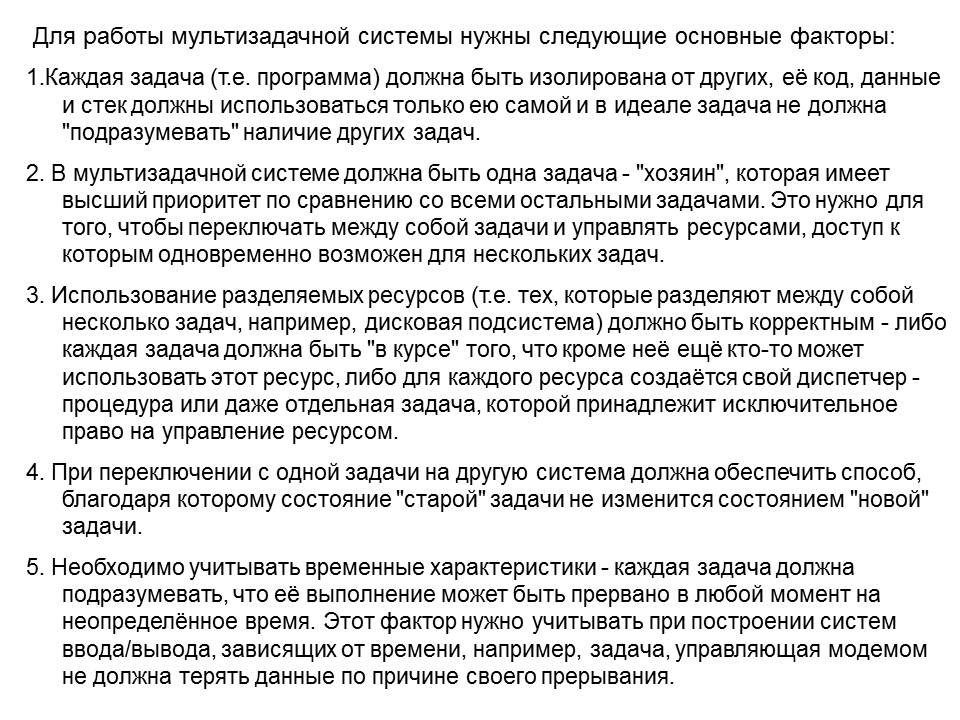 Для работы мультизадачной системы нужны следующие основные факторы:
1.Каждая задача (т.е. программа) должна быть изолирована от других, её код, данные
и стек должны использоваться только ею самой и в идеале задача не должна
"подразумевать" наличие других задач.
2. В мультизадачной системе должна быть одна задача - "хозяин", которая имеет
высший приоритет по сравнению со всеми остальными задачами. Это нужно для
того, чтобы переключать между собой задачи и управлять ресурсами, доступ к
которым одновременно возможен для нескольких задач.
3. Использование разделяемых ресурсов (т.е. тех, которые разделяют между собой
несколько задач, например, дисковая подсистема) должно быть корректным - либо
каждая задача должна быть "в курсе" того, что кроме неё ещё кто-то может
использовать этот ресурс, либо для каждого ресурса создаётся свой диспетчер -
процедура или даже отдельная задача, которой принадлежит исключительное
право на управление ресурсом.
4. При переключении с одной задачи на другую система должна обеспечить способ,
благодаря которому состояние "старой" задачи не изменится состоянием "новой"
задачи.
5. Необходимо учитывать временные характеристики - каждая задача должна
подразумевать, что её выполнение может быть прервано в любой момент на
неопределённое время. Этот фактор нужно учитывать при построении систем
ввода/вывода, зависящих от времени, например, задача, управляющая модемом
не должна терять данные по причине своего прерывания.